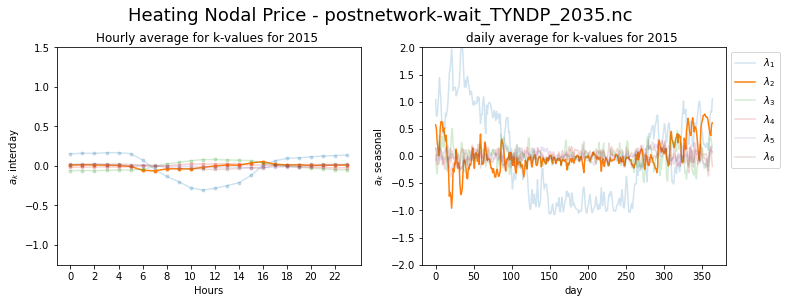 Heating Nodal Price - postnetwork-wait_TYNDP_2035.nc
Hourly average for k-values for 2015
1.5
1.0
0.5
0.0
−0.5
−1.0
a_k interday
0 2 4 6 8 10 12 14 16 18 20 22
Hours
daily average for k-values for 2015
2.0
1.5
1.0
0.5
0.0
−0.5
−1.0
−1.5
−2.0
a_k seasonal
0 50 100 150 200 250 300 350
day
λ₁
λ₂
λ₃
λ₄
λ₅
λ₆